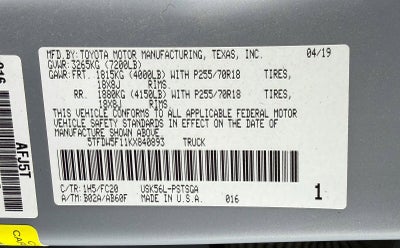 MFD.BY:TOYOTA MOTOR MANUFACTURING, TEXAS, INC. 04/19
GVWR:3265KG (7200LB)
GAWR:FRT. 1815KG (4000LB) WITH P255/70R18 TIRES,
18X8J RIMS
RR. 1880KG (4150LB) WITH P255/70R18 TIRES,
18X8J RIMS
THIS VEHICLE CONFORMS TO ALL APPLICABLE FEDERAL MOTOR
VEHICLE SAFETY STANDARDS IN EFFECT ON THE DATE OF
MANUFACTURE SHOWN ABOVE.
5TFDW5F11KX840893 TRUCK
C/TR: 1H5/FC20 USK56L-PSTSGA 1
A/TM: B02A/AB60F MADE IN U.S.A. 016
016
AFJ5T